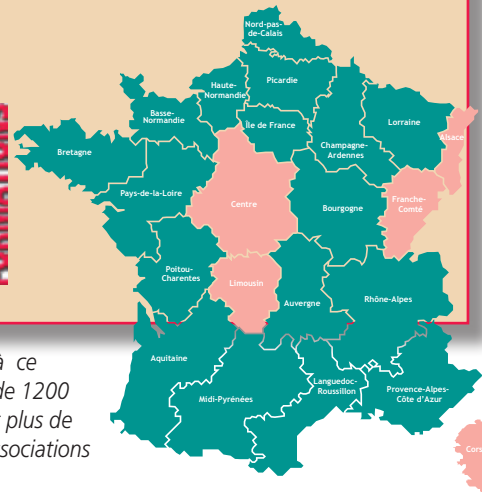 Nord-pas-
de-Calais
Picardie
Haute-
Normandie
Basse-
Normandie
Île de France
Lorraine
Alsace
Champagne-
Ardennes
Bretagne
Pays-de-la-Loire
Centre
Bourgogne
Franche-
Comté
Poitou-
Charentes
Limousin
Auvergne
Rhône-Alpes
Aquitaine
Midi-Pyrénées
Languedoc-
Roussillon
Provence-Alpes-
Côte d'Azur
à ce
de 1200
plus de
sociations